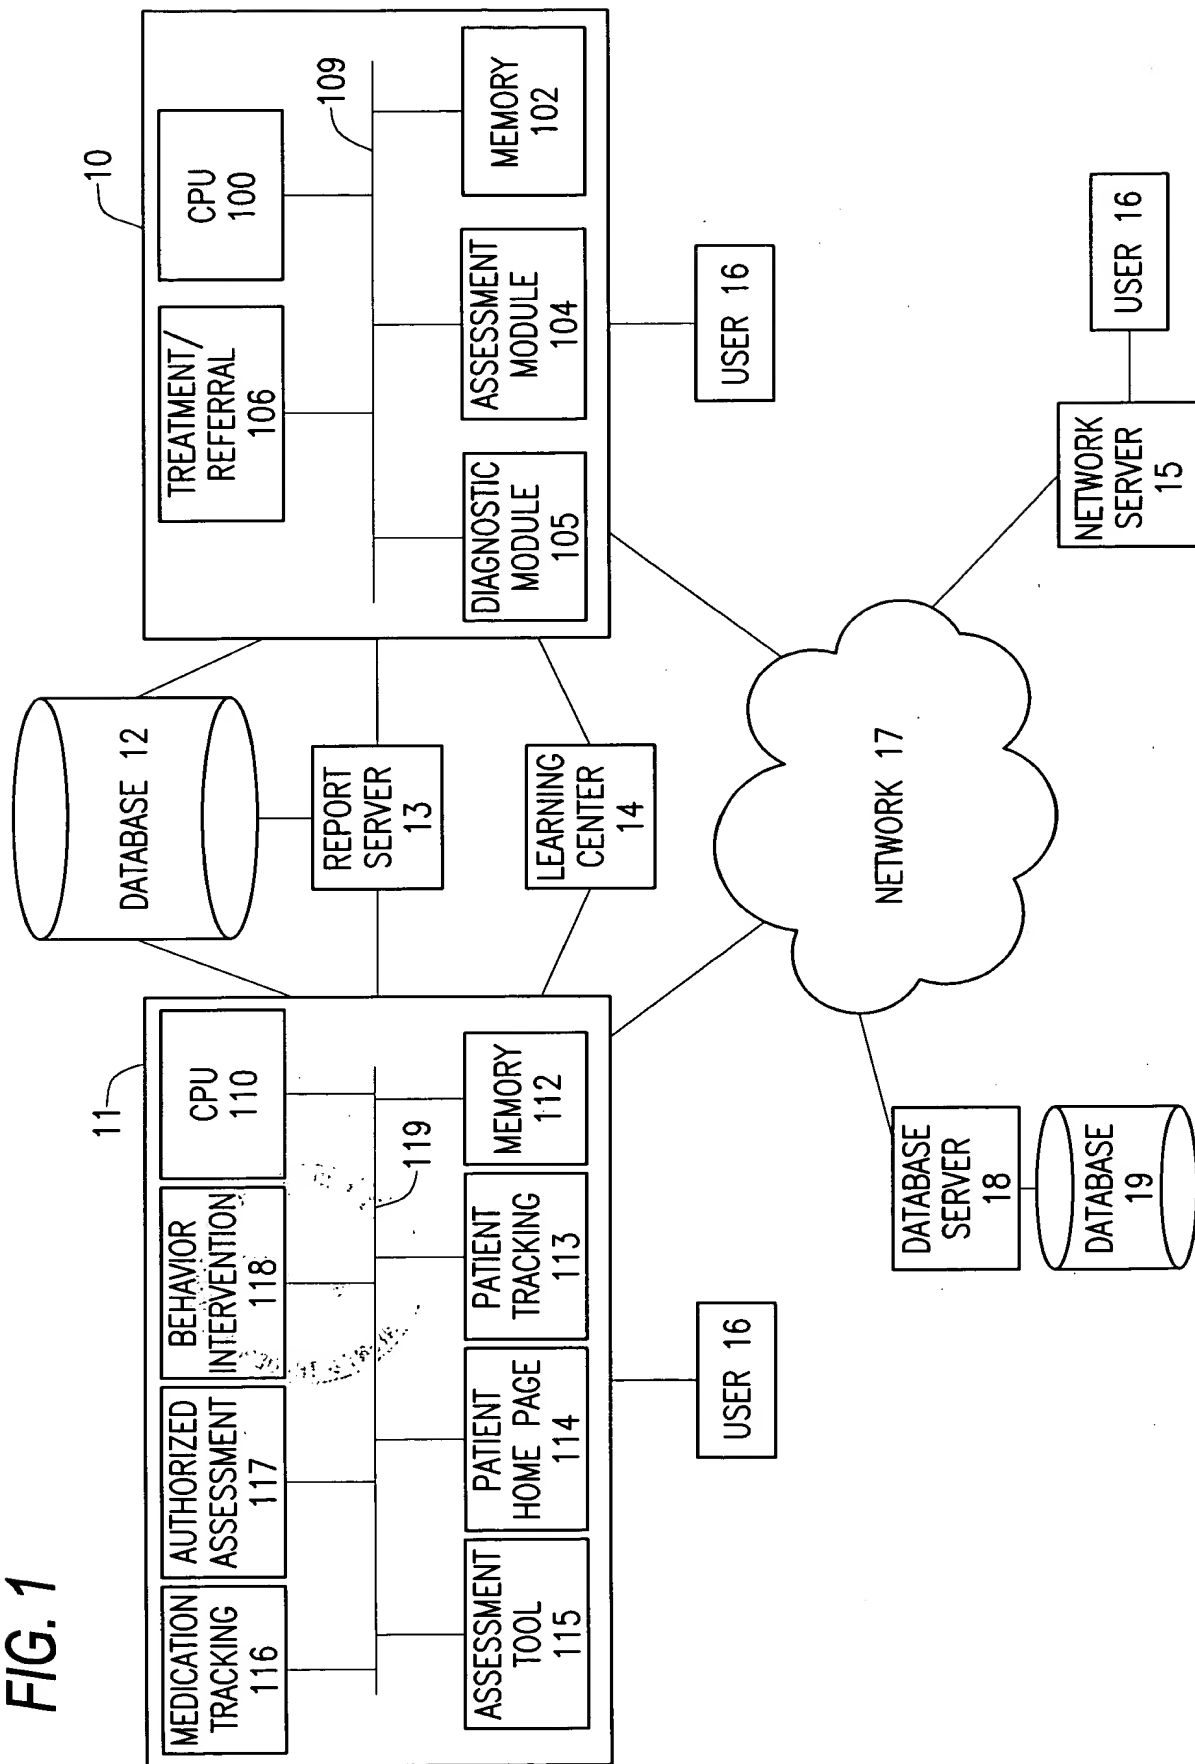 FIG. 1
11
MEDICATION
TRACKING
116
AUTHORIZED
ASSESSMENT
117
BEHAVIOR
INTERVENTION
118
CPU
110
119
ASSESSMENT
TOOL
115
PATIENT
HOME PAGE
114
PATIENT
TRACKING
113
MEMORY
112
USER 16
DATABASE 12
REPORT
SERVER
13
LEARNING
CENTER
14
10
TREATMENT/
REFERRAL
106
CPU
100
109
DIAGNOSTIC
MODULE
105
ASSESSMENT
MODULE
104
MEMORY
102
USER 16
NETWORK 17
DATABASE
SERVER
18
DATABASE
19
NETWORK
SERVER
15
USER 16